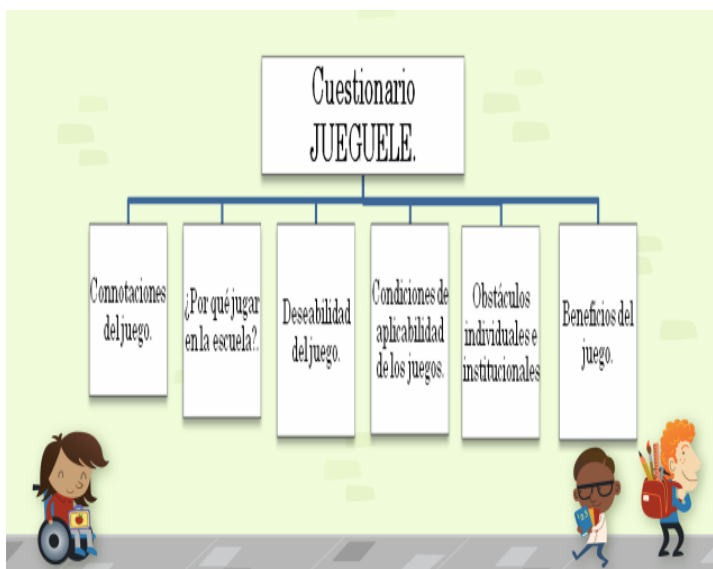 Cuestionario
JUEGUELE.
Connotaciones
del juego.
¿Por qué jugar
en la escuela?.
Deseabilidad
del juego.
Condiciones de
aplicabilidad
de los juegos.
Obstáculos
individuales e
institucionales
Beneficios del
juego.